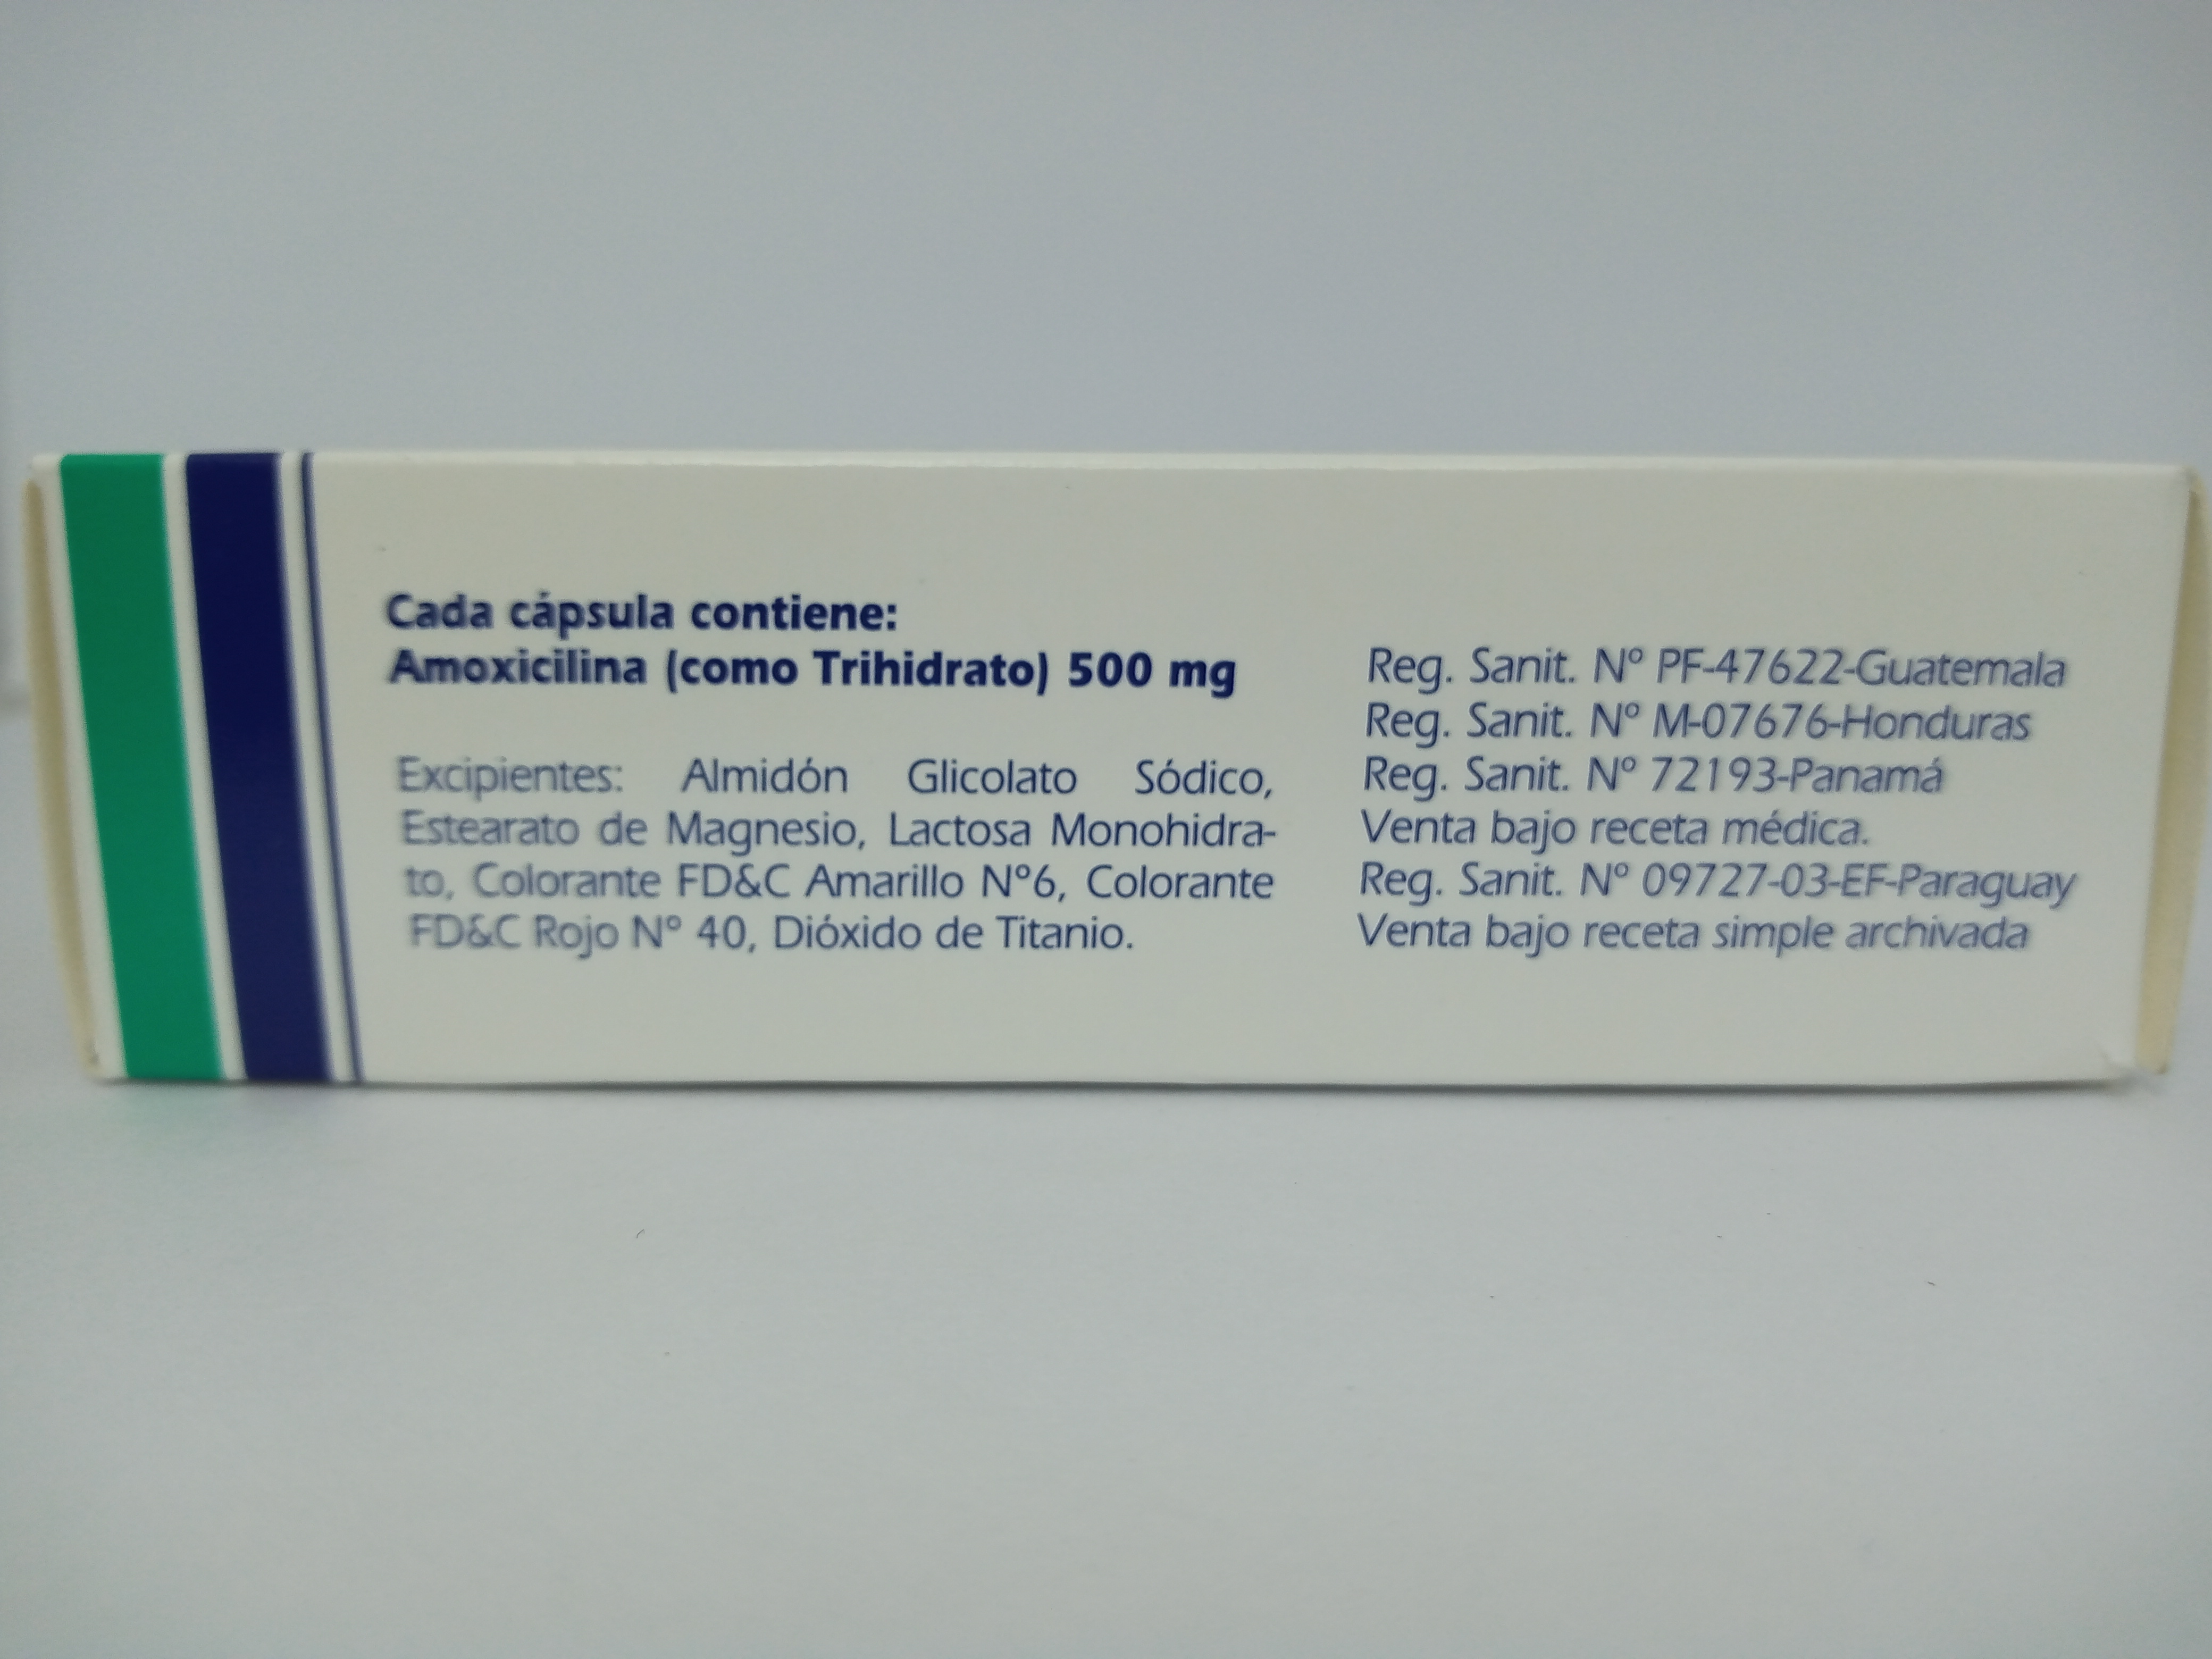 Cada cápsula contiene:
Amoxicilina (como Trihidrato) 500 mg
Excipientes: Almidón Glicolato Sódico,
Estearato de Magnesio, Lactosa Monohidra-
to, Colorante FD&C Amarillo N°6, Colorante
FD&C Rojo N° 40, Dióxido de Titanio.
Reg. Sanit. N° PF-47622-Guatemala
Reg. Sanit. N° M-07676-Honduras
Reg. Sanit. N° 72193-Panamá
Venta bajo receta médica.
Reg. Sanit. N° 09727-03-EF-Paraguay
Venta bajo receta simple archivada